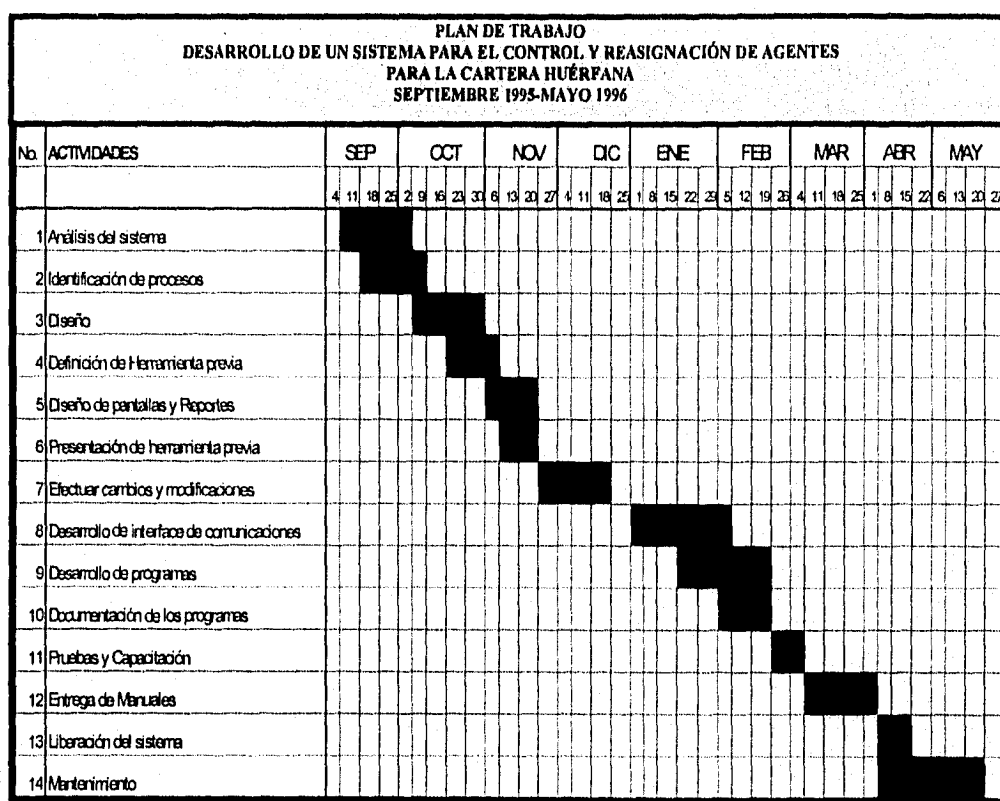 PLAN DE TRABAJO
DESARROLLO DE UN SISTEMA PARA EL CONTROL Y REASIGNACIÓN DE AGENTES
PARA LA CARTERA HUÉRFANA
SEPTIEMBRE 1995-MAYO 1996
No. ACTIVIDADES SEP OCT NOV DIC ENE FEB MAR ABR MAY
4 11 18 25 2 9 16 23 30 6 13 20 27 4 11 18 25 1 8 15 22 29 5 12 19 26 4 11 18 25 1 8 15 22 6 13 20 27
1 Análisis del sistema
2 Identificación de procesos
3 Diseño
4 Definición de Herramienta previa
5 Diseño de pantallas y Reportes
6 Presentación de herramienta previa
7 Efectuar cambios y modificaciones
8 Desarrollo de interface de comunicaciones
9 Desarrollo de programas
10 Documentación de los programas
11 Pruebas y Capacitación
12 Entrega de Manuales
13 Liberación del sistema
14 Mantenimiento